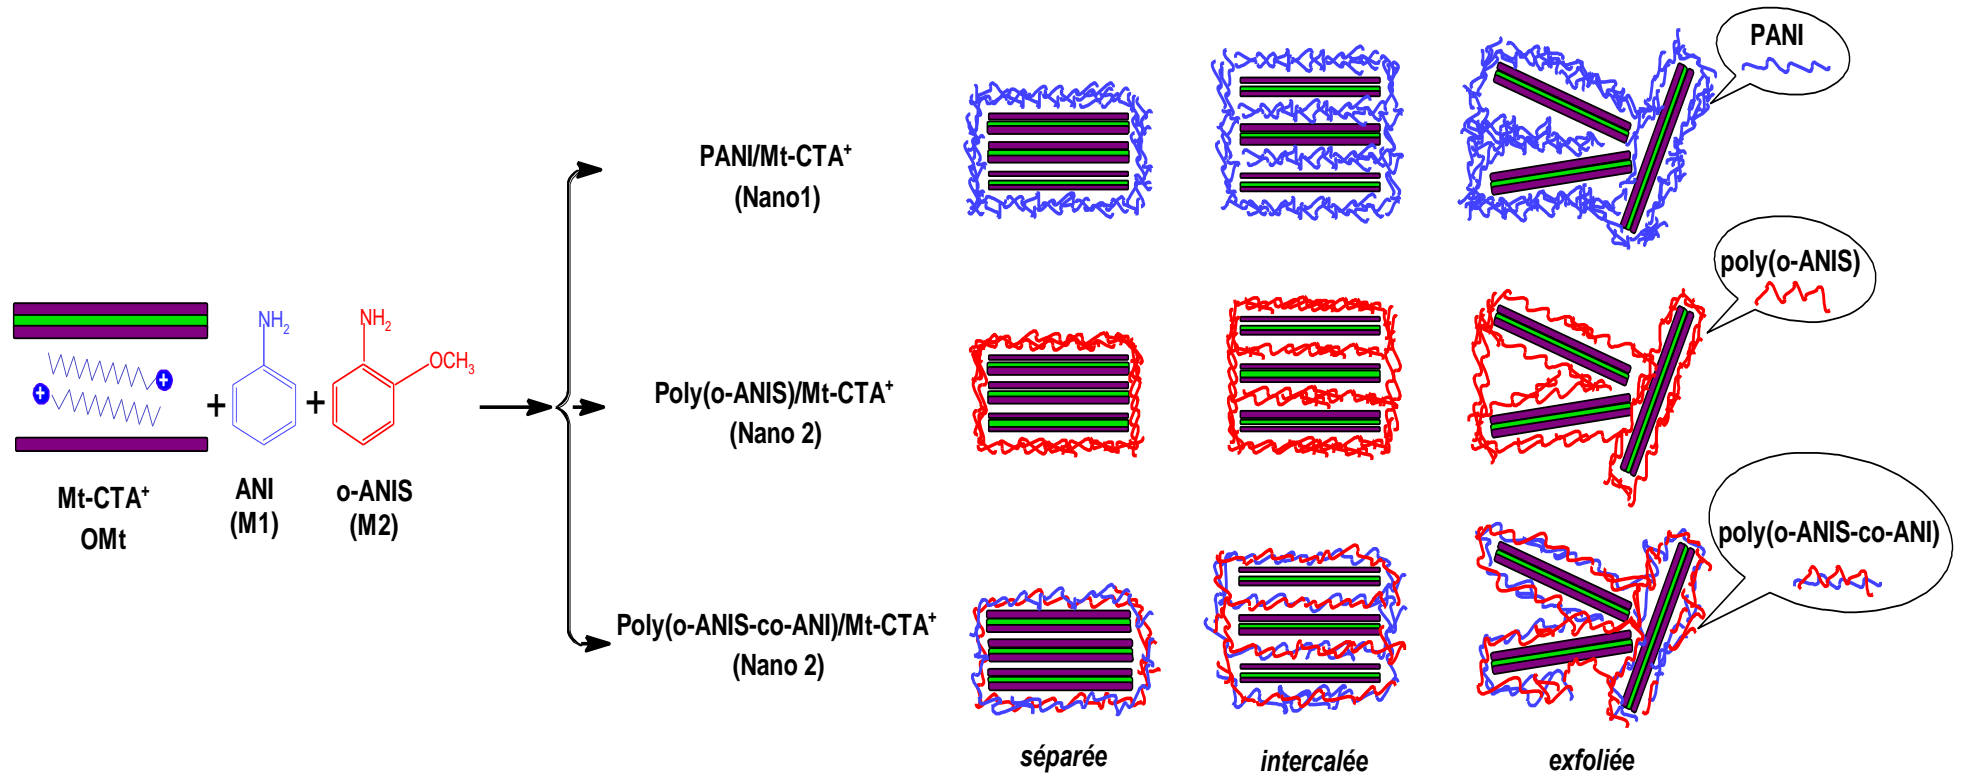 PANI
PANI/Mt-CTA⁺
(Nano1)
poly(o-ANIS)
NH₂
NH₂
OCH₃
+
+
+
+
Poly(o-ANIS)/Mt-CTA⁺
(Nano 2)
Mt-CTA⁺
OMt
ANI
(M1)
o-ANIS
(M2)
poly(o-ANIS-co-ANI)
Poly(o-ANIS-co-ANI)/Mt-CTA⁺
(Nano 2)
séparée
intercalée
exfoliée